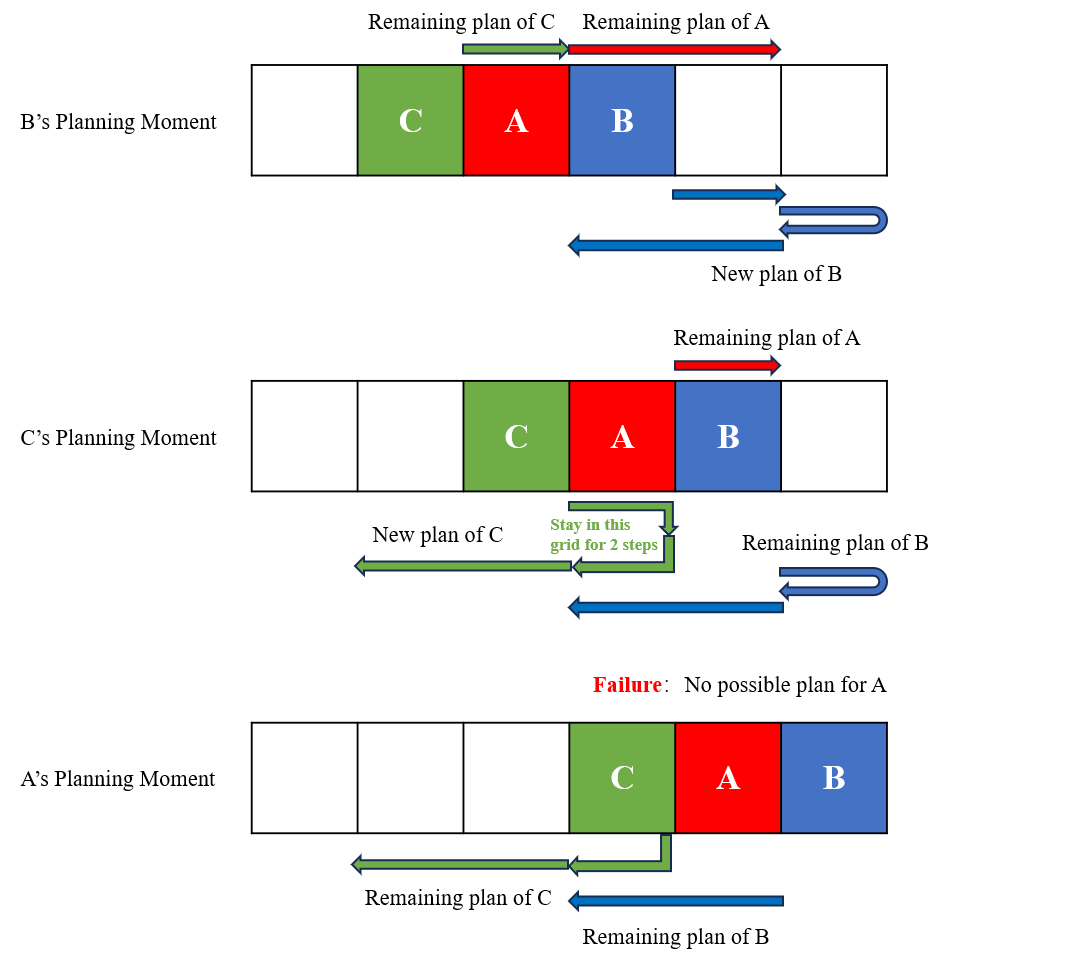 Remaining plan of C
Remaining plan of A
B’s Planning Moment
C
A
B
New plan of B
Remaining plan of A
C’s Planning Moment
C
A
B
Stay in this
grid for 2 steps
New plan of C
Remaining plan of B
Failure： No possible plan for A
A’s Planning Moment
C
A
B
Remaining plan of C
Remaining plan of B